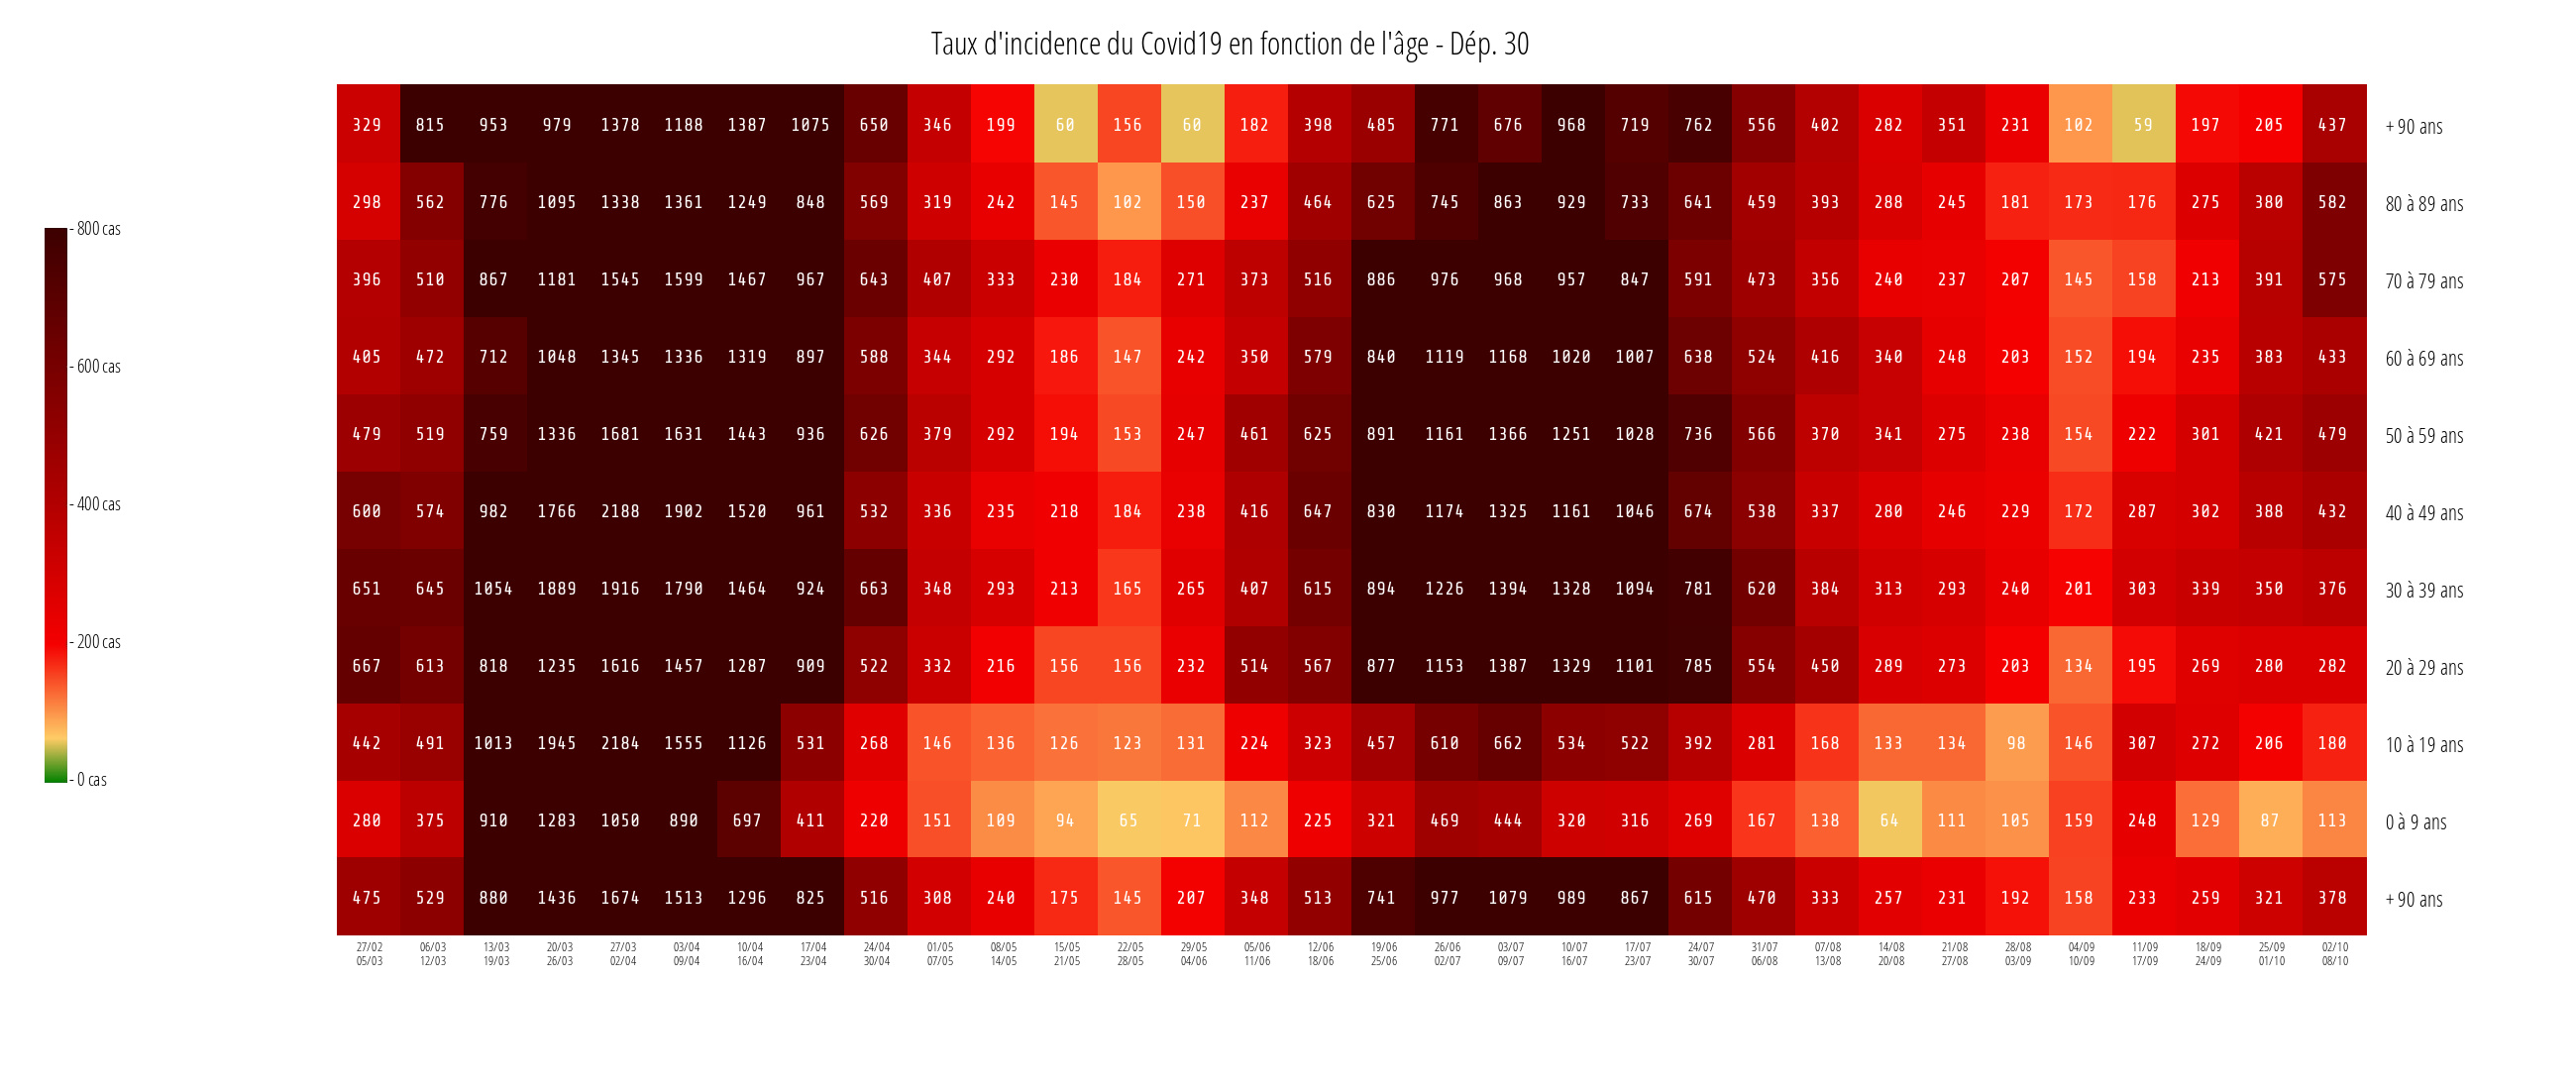 Taux d'incidence du Covid19 en fonction de l'âge - Dép. 30
- 800 cas
- 600 cas
- 400 cas
- 200 cas
- 0 cas
329 815 953 979 1378 1188 1387 1075 650 346 199 60 156 60 182 398 485 771 676 968 719 762 556 402 282 351 231 102 59 197 205 437 + 90 ans
298 562 776 1095 1338 1361 1249 848 569 319 242 145 102 150 237 464 625 745 863 929 733 641 459 393 288 245 181 173 176 275 380 582 80 à 89 ans
396 510 867 1181 1545 1599 1467 967 643 407 333 230 184 271 373 516 886 976 968 957 847 591 473 356 240 237 207 145 158 213 391 575 70 à 79 ans
405 472 712 1048 1345 1336 1319 897 588 344 292 186 147 242 350 579 840 1119 1168 1020 1007 638 524 416 340 248 203 152 194 235 383 433 60 à 69 ans
479 519 759 1336 1681 1631 1443 936 626 379 292 194 153 247 461 625 891 1161 1366 1251 1028 736 566 370 341 275 238 154 222 301 421 479 50 à 59 ans
600 574 982 1766 2188 1902 1520 961 532 336 235 218 184 238 416 647 830 1174 1325 1161 1046 674 538 337 280 246 229 172 287 302 388 432 40 à 49 ans
651 645 1054 1889 1916 1790 1464 924 663 348 293 213 165 265 407 615 894 1226 1394 1328 1094 781 620 384 313 293 240 201 303 339 350 376 30 à 39 ans
667 613 818 1235 1616 1457 1287 909 522 332 216 156 156 232 514 567 877 1153 1387 1329 1101 785 554 450 289 273 203 134 195 269 280 282 20 à 29 ans
442 491 1013 1945 2184 1555 1126 531 268 146 136 126 123 131 224 323 457 610 662 534 522 392 281 168 133 134 98 146 307 272 206 180 10 à 19 ans
280 375 910 1283 1050 890 697 411 220 151 109 94 65 71 112 225 321 469 444 320 316 269 167 138 64 111 105 159 248 129 87 113 0 à 9 ans
475 529 880 1436 1674 1513 1296 825 516 308 240 175 145 207 348 513 741 977 1079 989 867 615 470 333 257 231 192 158 233 259 321 378 + 90 ans
27/02 06/03 13/03 20/03 27/03 03/04 10/04 17/04 24/04 01/05 08/05 15/05 22/05 29/05 05/06 12/06 19/06 26/06 03/07 10/07 17/07 24/07 31/07 07/08 14/08 21/08 28/08 04/09 11/09 18/09 25/09 02/10
05/03 12/03 19/03 26/03 02/04 09/04 16/04 23/04 30/04 07/05 14/05 21/05 28/05 04/06 11/06 18/06 25/06 02/07 09/07 16/07 23/07 30/07 06/08 13/08 20/08 27/08 03/09 10/09 17/09 24/09 01/10 08/10